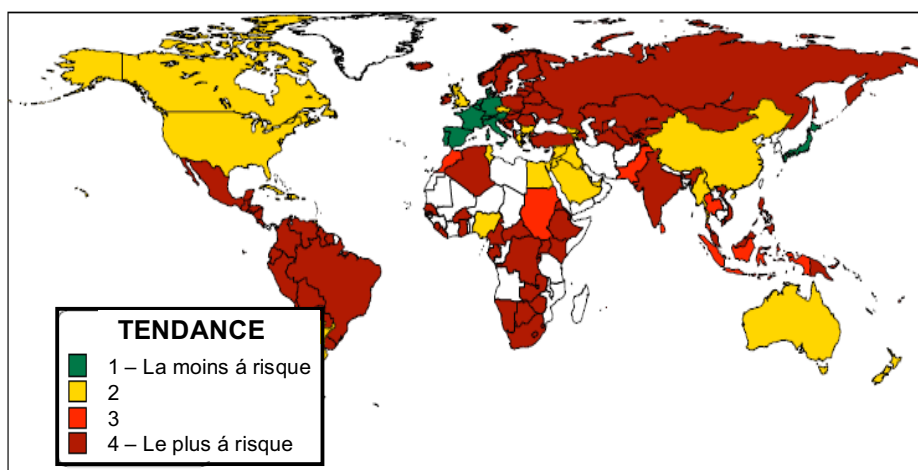 TENDANCE
1 – La moins á risque
2
3
4 – Le plus á risque